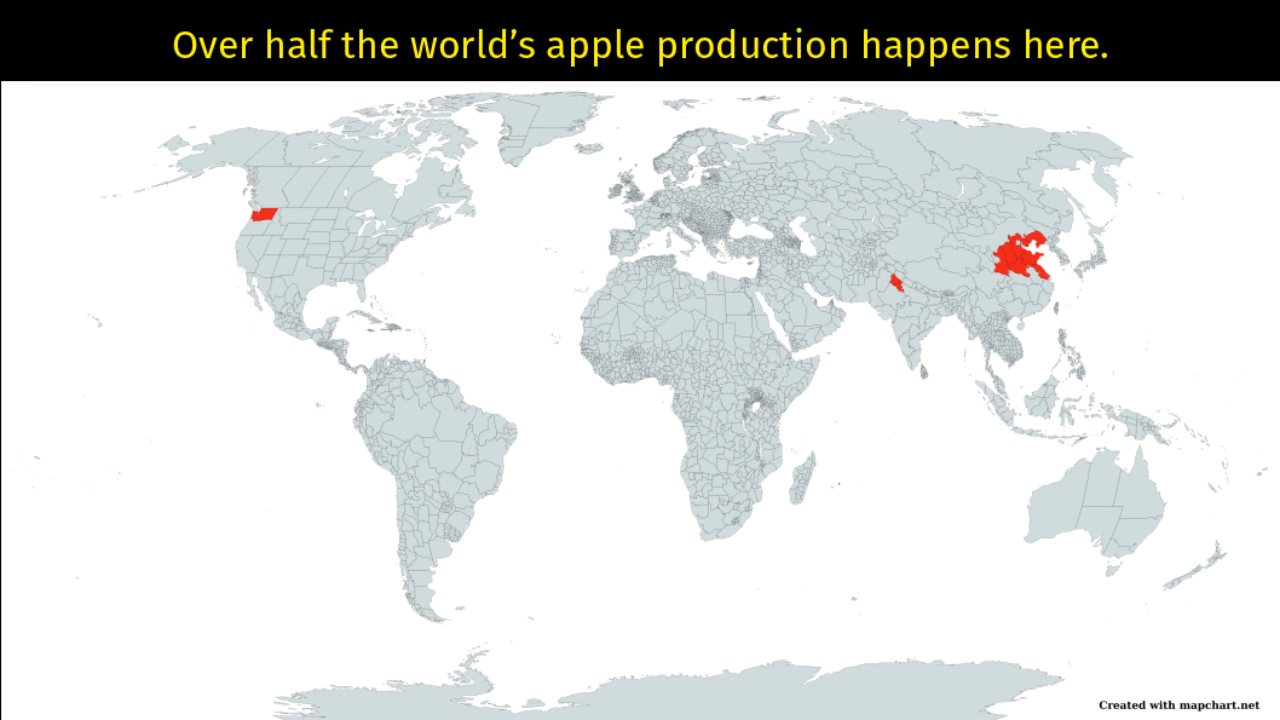 Over half the world’s apple production happens here.
Created with mapchart.net